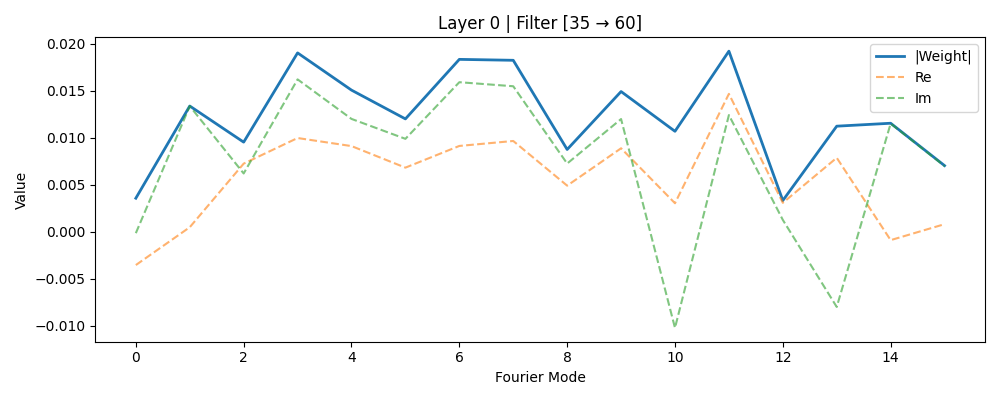 Layer 0 | Filter [35 → 60]
0.020
0.015
0.010
0.005
0.000
−0.005
−0.010
Value
0
2
4
6
8
10
12
14
Fourier Mode
|Weight|
Re
Im